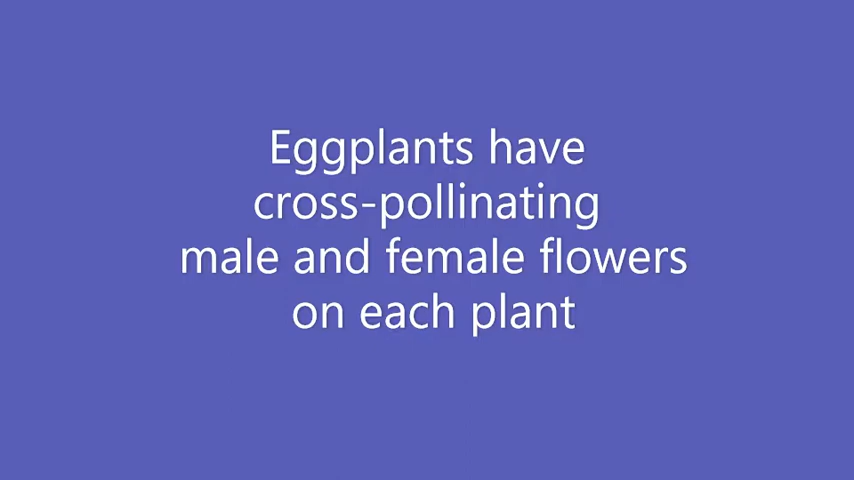 Eggplants have
cross-pollinating
male and female flowers
on each plant